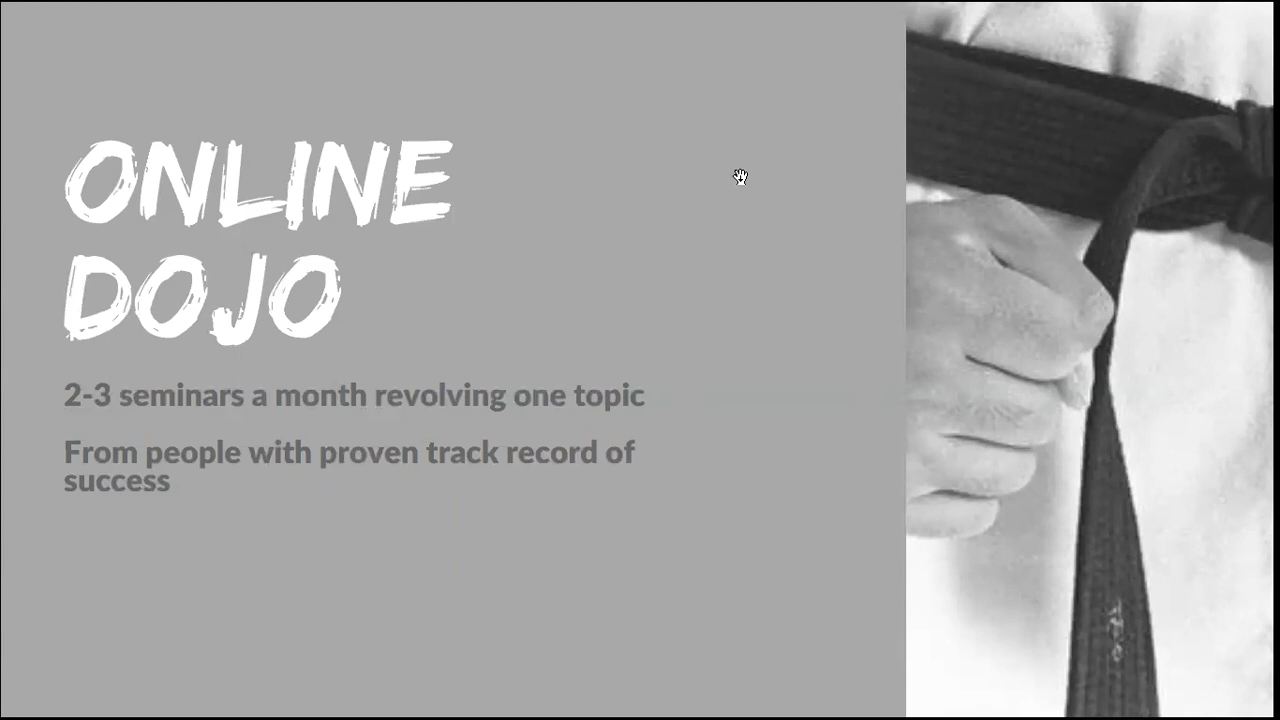 ONLINE
DOJO
2-3 seminars a month revolving one topic
From people with proven track record of
success